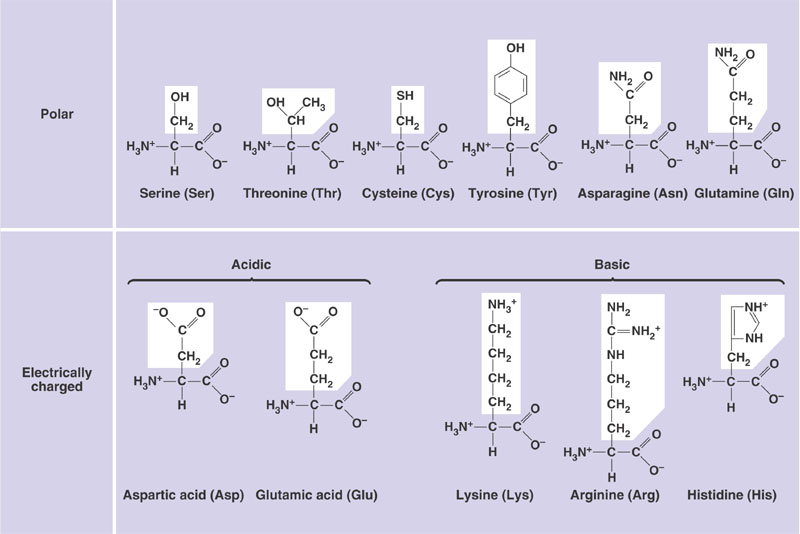 Polar
OH
CH2
H3N+ C C O
H O−
Serine (Ser)
OH CH3
CH
H3N+ C C O
H O−
Threonine (Thr)
SH
CH2
H3N+ C C O
H O−
Cysteine (Cys)
OH
CH2
H3N+ C C O
H O−
Tyrosine (Tyr)
NH2 O
C
CH2
H3N+ C C O
H O−
Asparagine (Asn)
NH2 O
C
CH2
CH2
H3N+ C C O
H O−
Glutamine (Gln)
Electrically
charged
Acidic
−O O
C
CH2
H3N+ C C O
H O−
Aspartic acid (Asp)
O− O
C
CH2
CH2
H3N+ C C O
H O−
Glutamic acid (Glu)
Basic
NH3+
CH2
CH2
CH2
CH2
H3N+ C C O
H O−
Lysine (Lys)
NH2
C=NH2+
NH
CH2
CH2
CH2
H3N+ C C O
H O−
Arginine (Arg)
NH+
NH
CH2
H3N+ C C O
H O−
Histidine (His)